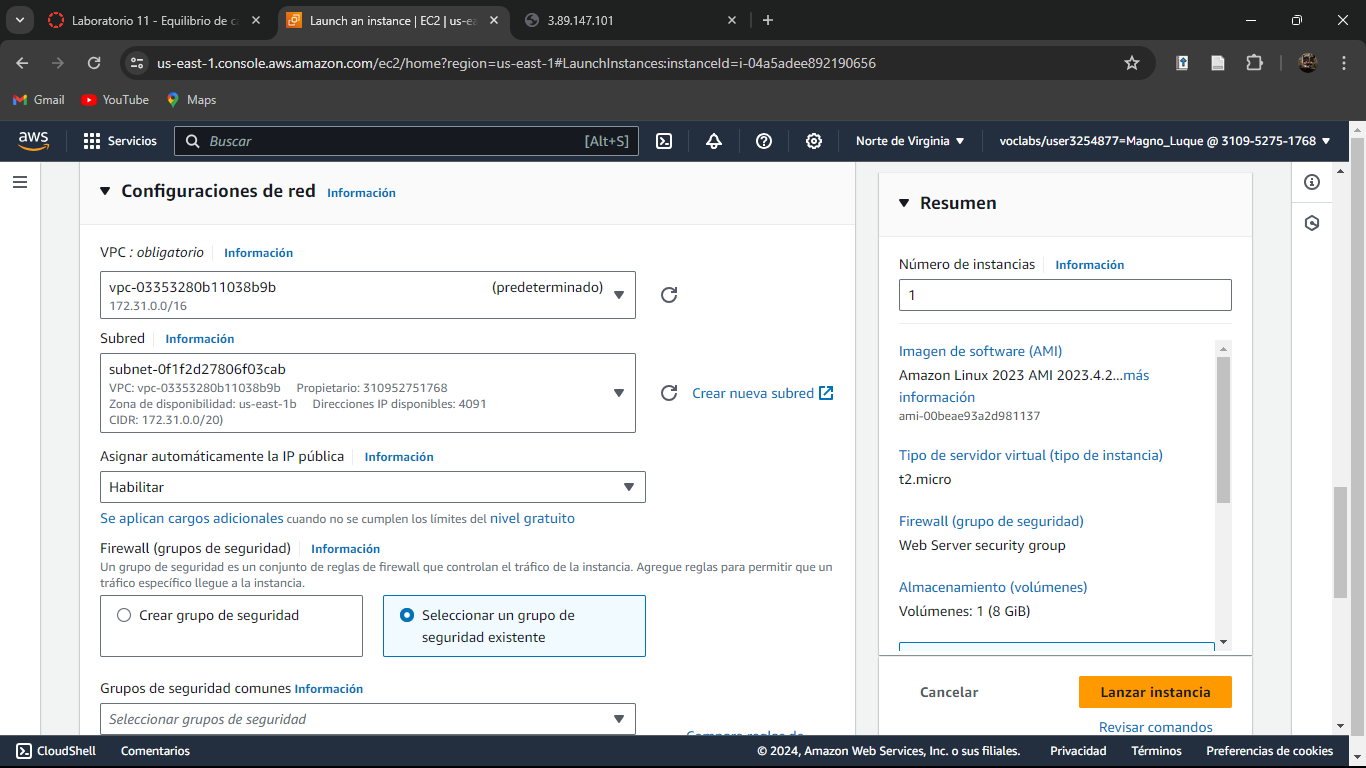 Laboratorio 11 - Equilibrio de c
Launch an instance | EC2 | us-ea
3.89.147.101
us-east-1.console.aws.amazon.com/ec2/home?region=us-east-1#LaunchInstances:instanceId=i-04a5adee892190656
Gmail
YouTube
Maps
aws
Servicios
Buscar
[Alt+S]
Norte de Virginia
voclabs/user3254877=Magno_Luque @ 3109-5275-1768
Configuraciones de red Información
VPC : obligatorio Información
vpc-03353280b11038b9b (predeterminado)
172.31.0.0/16
Subred Información
subnet-0f1f2d27806f03cab
VPC: vpc-03353280b11038b9b Propietario: 310952751768
Zona de disponibilidad: us-east-1b Direcciones IP disponibles: 4091
CIDR: 172.31.0.0/20)
Crear nueva subred
Asignar automáticamente la IP pública Información
Habilitar
Se aplican cargos adicionales cuando no se cumplen los límites del nivel gratuito
Firewall (grupos de seguridad) Información
Un grupo de seguridad es un conjunto de reglas de firewall que controlan el tráfico de la instancia. Agregue reglas para permitir que un
tráfico específico llegue a la instancia.
Crear grupo de seguridad
Seleccionar un grupo de
seguridad existente
Grupos de seguridad comunes Información
Seleccionar grupos de seguridad
Compare reglas de
Resumen
Número de instancias Información
1
Imagen de software (AMI)
Amazon Linux 2023 AMI 2023.4.2...más
información
ami-00beae93a2d981137
Tipo de servidor virtual (tipo de instancia)
t2.micro
Firewall (grupo de seguridad)
Web Server security group
Almacenamiento (volúmenes)
Volúmenes: 1 (8 GiB)
Cancelar
Lanzar instancia
Revisar comandos
CloudShell
Comentarios
© 2024, Amazon Web Services, Inc. o sus filiales.
Privacidad
Términos
Preferencias de cookies